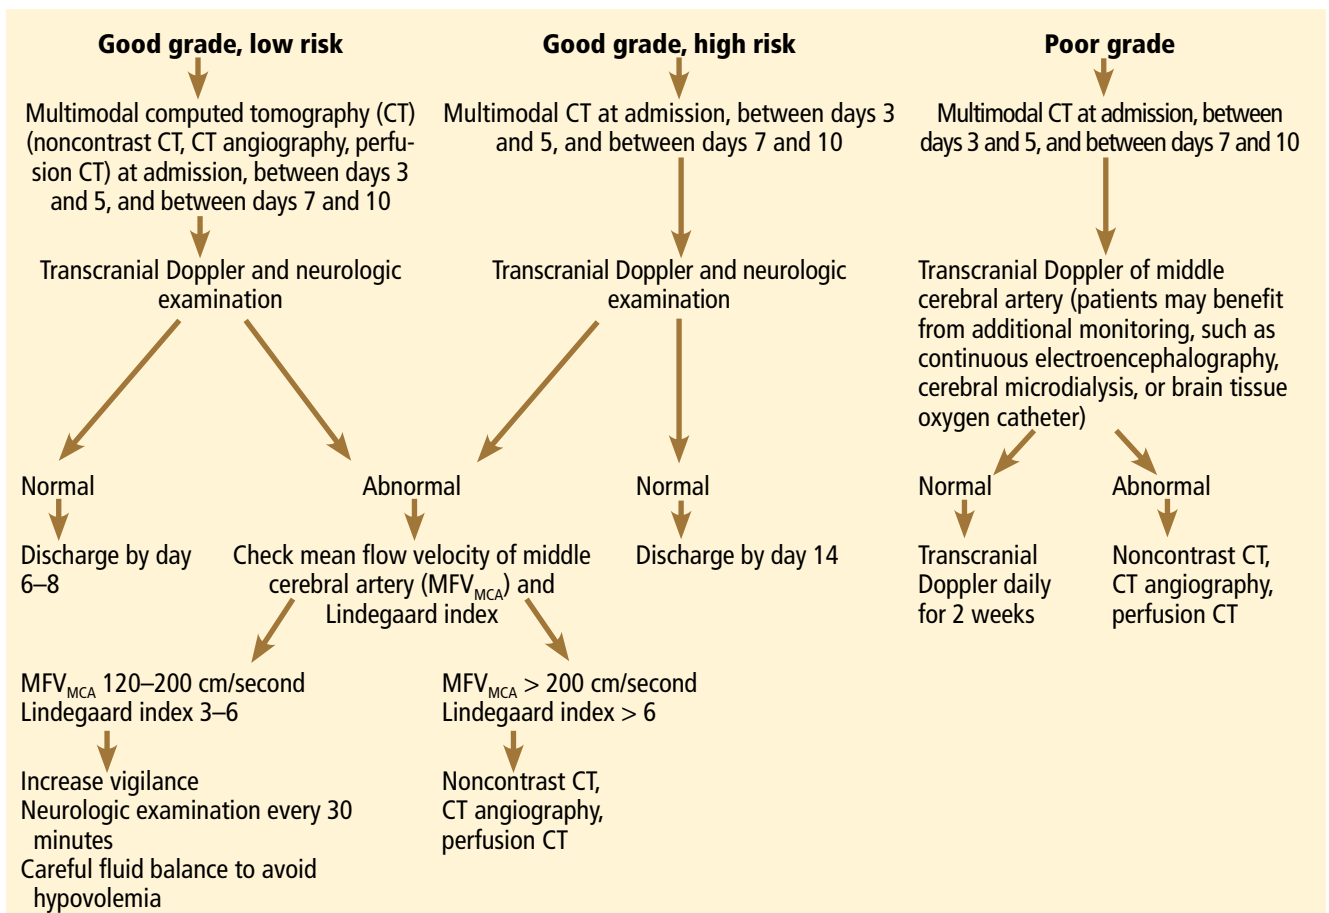 Good grade, low risk
Multimodal computed tomography (CT)
(noncontrast CT, CT angiography, perfu-
sion CT) at admission, between days 3
and 5, and between days 7 and 10
Transcranial Doppler and neurologic
examination
Normal
Discharge by day
6–8
Good grade, high risk
Multimodal CT at admission, between days 3
and 5, and between days 7 and 10
Transcranial Doppler and neurologic
examination
Abnormal
Normal
Check mean flow velocity of middle
cerebral artery (MFVMCA) and
Lindegaard index
Discharge by day 14
MFVMCA 120–200 cm/second
Lindegaard index 3–6
Increase vigilance
Neurologic examination every 30
minutes
Careful fluid balance to avoid
hypovolemia
MFVMCA > 200 cm/second
Lindegaard index > 6
Noncontrast CT,
CT angiography,
perfusion CT
Poor grade
Multimodal CT at admission, between
days 3 and 5, and between days 7 and 10
Transcranial Doppler of middle
cerebral artery (patients may benefit
from additional monitoring, such as
continuous electroencephalography,
cerebral microdialysis, or brain tissue
oxygen catheter)
Normal
Transcranial
Doppler daily
for 2 weeks
Abnormal
Noncontrast CT,
CT angiography,
perfusion CT